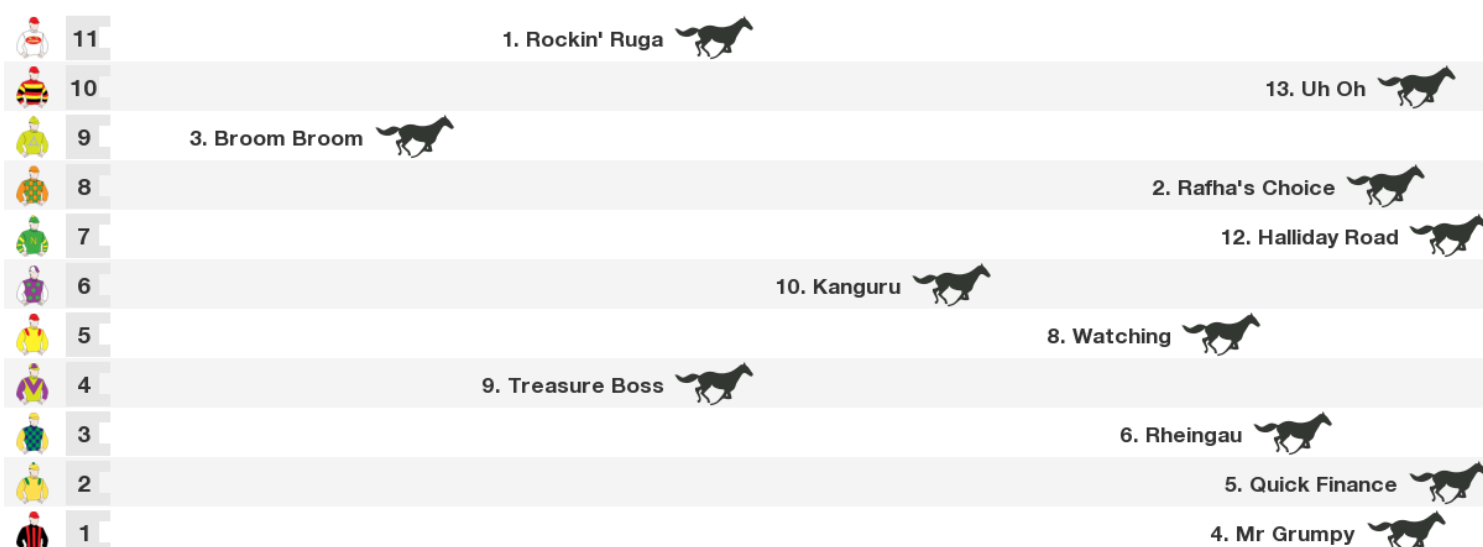 11 1. Rockin' Ruga
10 13. Uh Oh
9 3. Broom Broom
8 2. Rafha's Choice
N 7 12. Halliday Road
6 10. Kanguru
5 8. Watching
4 9. Treasure Boss
3 6. Rheingau
2 5. Quick Finance
1 4. Mr Grumpy